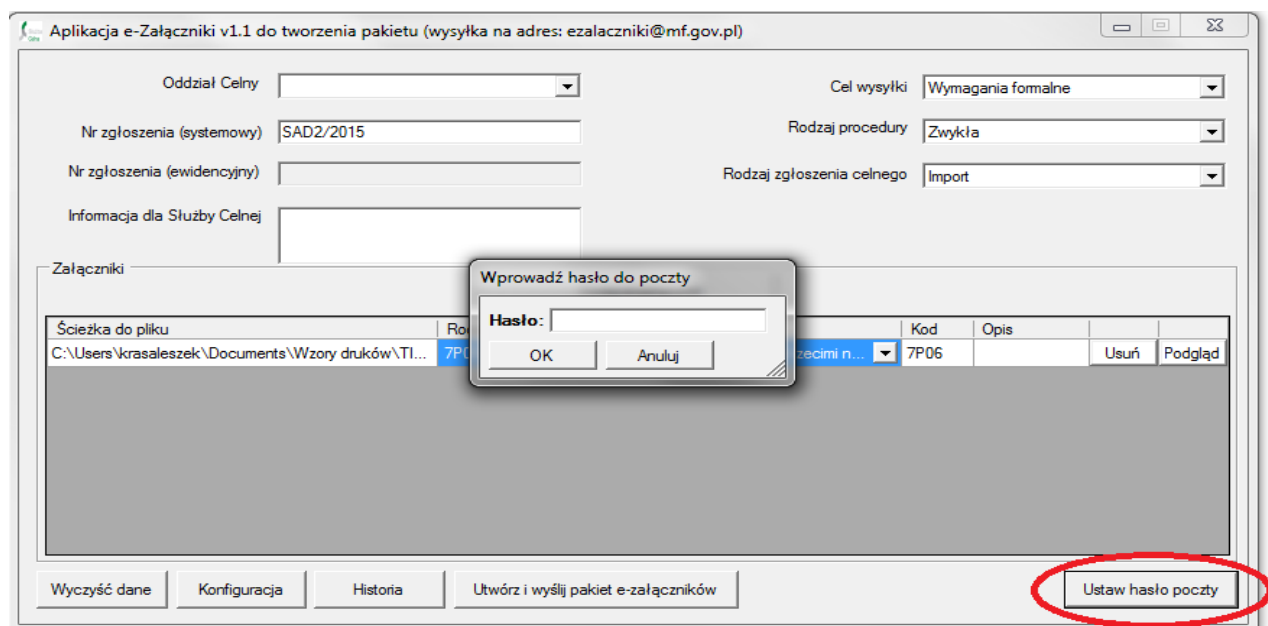 Aplikacja e-Załączniki v1.1 do tworzenia pakietu (wysyłka na adres: ezalaczniki@mf.gov.pl)
Oddział Celny
Cel wysyłki Wymagania formalne
Nr zgłoszenia (systemowy) SAD2/2015
Rodzaj procedury Zwykła
Nr zgłoszenia (ewidencyjny)
Rodzaj zgłoszenia celnego Import
Informacja dla Służby Celnej
Załączniki
Wprowadź hasło do poczty
Hasło:
OK Anuluj
Ścieżka do pliku Kod Opis
C:\Users\krasaleszek\Documents\Wzory druków\TI... 7P06 Usuń Podgląd
Wyczyść dane Konfiguracja Historia Utwórz i wyślij pakiet e-załączników Ustaw hasło poczty